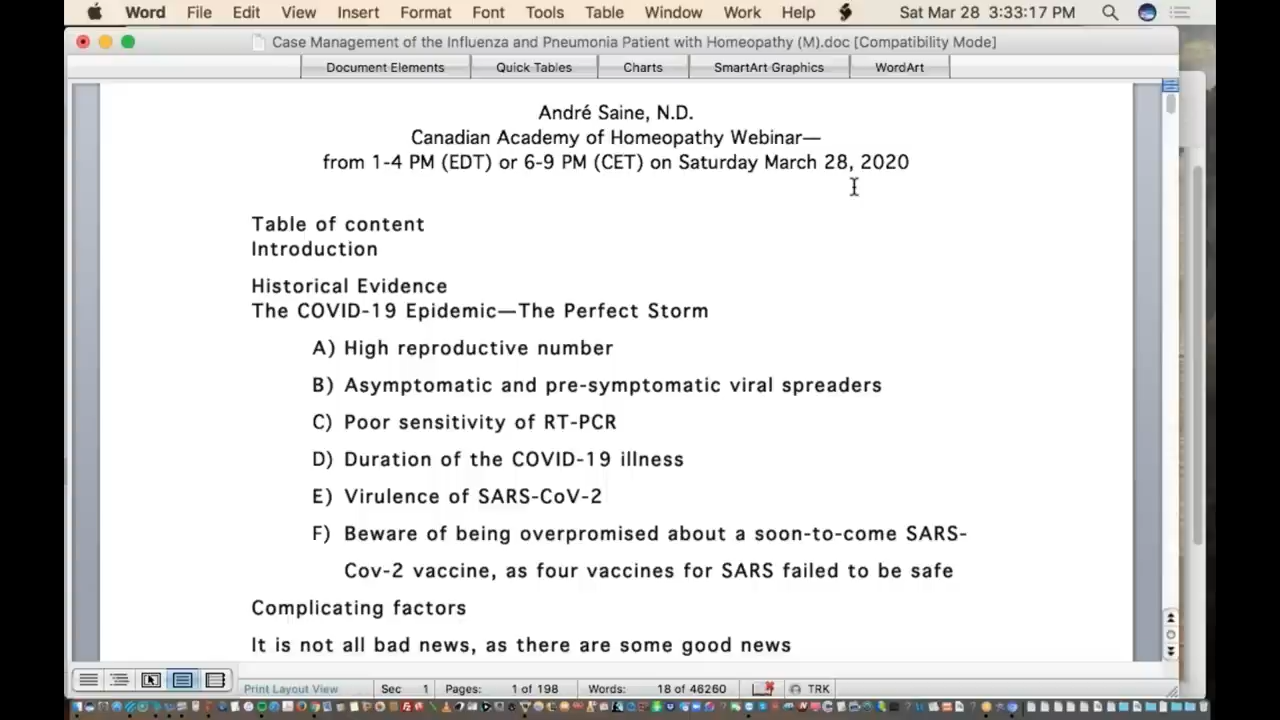 Word File Edit View Insert Format Font Tools Table Window Work Help Sat Mar 28 3:33:17 PM
Case Management of the Influenza and Pneumonia Patient with Homeopathy (M).doc [Compatibility Mode]
Document Elements Quick Tables Charts SmartArt Graphics WordArt
André Saine, N.D.
Canadian Academy of Homeopathy Webinar—
from 1-4 PM (EDT) or 6-9 PM (CET) on Saturday March 28, 2020
Table of content
Introduction
Historical Evidence
The COVID-19 Epidemic—The Perfect Storm
A) High reproductive number
B) Asymptomatic and pre-symptomatic viral spreaders
C) Poor sensitivity of RT-PCR
D) Duration of the COVID-19 illness
E) Virulence of SARS-CoV-2
F) Beware of being overpromised about a soon-to-come SARS-
Cov-2 vaccine, as four vaccines for SARS failed to be safe
Complicating factors
It is not all bad news, as there are some good news
Print Layout View Sec 1 Pages: 1 of 198 Words: 18 of 46260 TRK